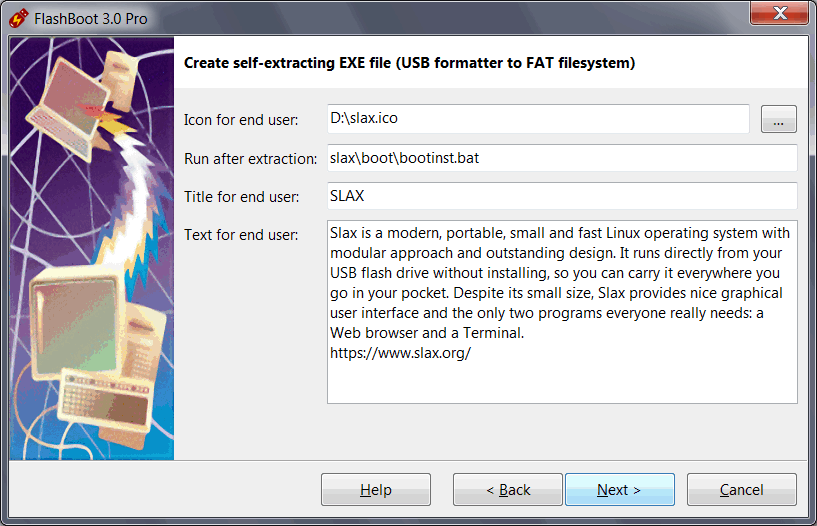 FlashBoot 3.0 Pro
Create self-extracting EXE file (USB formatter to FAT filesystem)
Icon for end user: D:\slax.ico ...
Run after extraction: slax\boot\bootinst.bat
Title for end user: SLAX
Text for end user: Slax is a modern, portable, small and fast Linux operating system with
modular approach and outstanding design. It runs directly from your
USB flash drive without installing, so you can carry it everywhere you
go in your pocket. Despite its small size, Slax provides nice graphical
user interface and the only two programs everyone really needs: a
Web browser and a Terminal.
https://www.slax.org/
Help < Back Next > Cancel